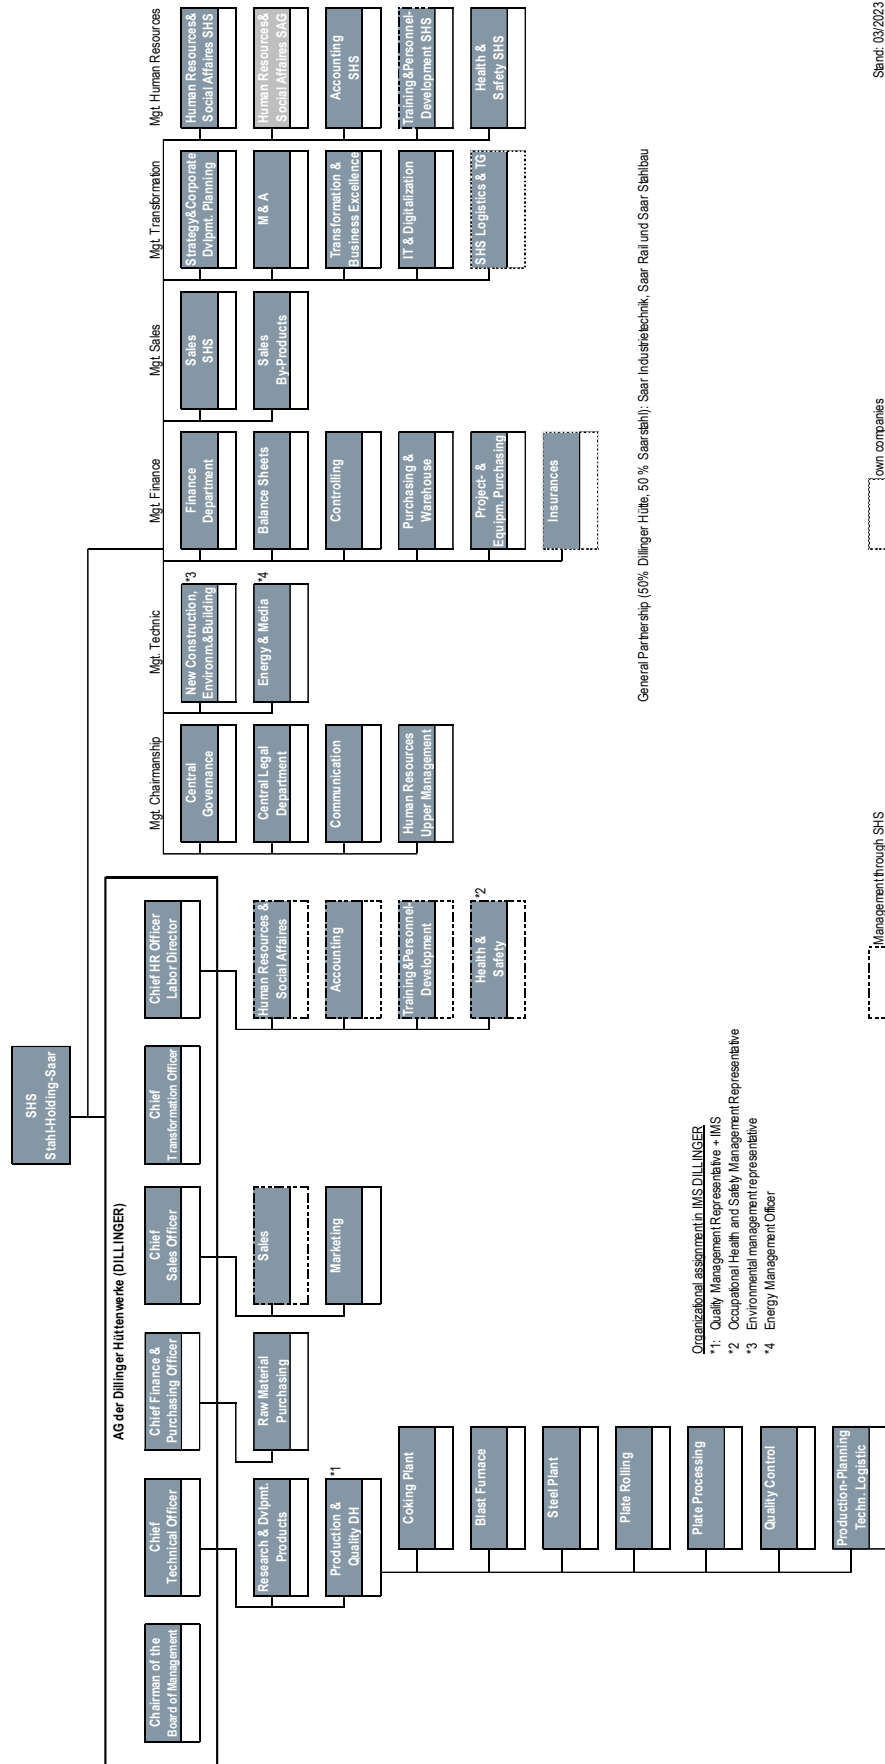 SHS
Stahl-Holding-Saar
AG der Dillinger Hüttenwerke (DILLINGER)
Chairman of the
Board of Management
Chief
Technical Officer
Chief Finance &
Purchasing Officer
Chief
Sales Officer
Chief
Transformation Officer
Chief HR Officer
Labor Director
Research & Dvlpmt.
Products
Production &
Quality DH
*1
Coking Plant
Blast Furnace
Steel Plant
Plate Rolling
Plate Processing
Quality Control
Production-Planning
Techn. Logistic
Raw Material
Purchasing
Sales
Marketing
Human Resources &
Social Affaires
Accounting
Training&Personnel-
Development
Health &
Safety
*2
Mgt. Chairmanship
Central
Governance
Central Legal
Department
Communication
Human Resources
Upper Management
Mgt. Technic
New Construction,
Environm.&Building
*3
Energy & Media
*4
Mgt. Finance
Finance
Department
Balance Sheets
Controlling
Purchasing &
Warehouse
Project- &
Equipm. Purchasing
Insurances
Mgt. Sales
Sales
SHS
Sales
By-Products
Mgt. Transformation
Strategy&Corporate
Dvlpmt. Planning
M & A
Transformation &
Business Excellence
IT & Digitalization
SHS Logistics & TG
Mgt. Human Resources
Human Resources&
Social Affaires SHS
Human Resources&
Social Affaires SAG
Accounting
SHS
Training&Personnel-
Development SHS
Health &
Safety SHS
General Partnership (50% Dillinger Hütte, 50 % Saarstahl): Saar Industrietechnik, Saar Rail und Saar Stahlbau
Organizational assignment in IMS DILLINGER
*1: Quality Management Representative + IMS
*2 Occupational Health and Safety Management Representative
*3 Environmental management representative
*4 Energy Management Officer
Management through SHS
own companies
Stand: 03/2023